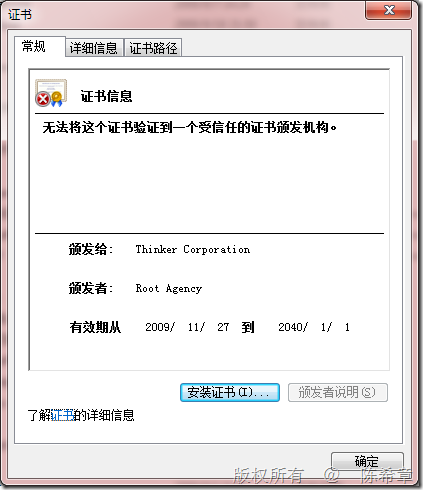 证书
常规 详细信息 证书路径
证书信息
无法将这个证书验证到一个受信任的证书颁发机构。
颁发给： Thinker Corporation
颁发者： Root Agency
有效期从 2009/ 11/ 27 到 2040/ 1/ 1
安装证书(I)... 颁发者说明(S)
了解证书的详细信息
确定
版权所有 @ 陈希章